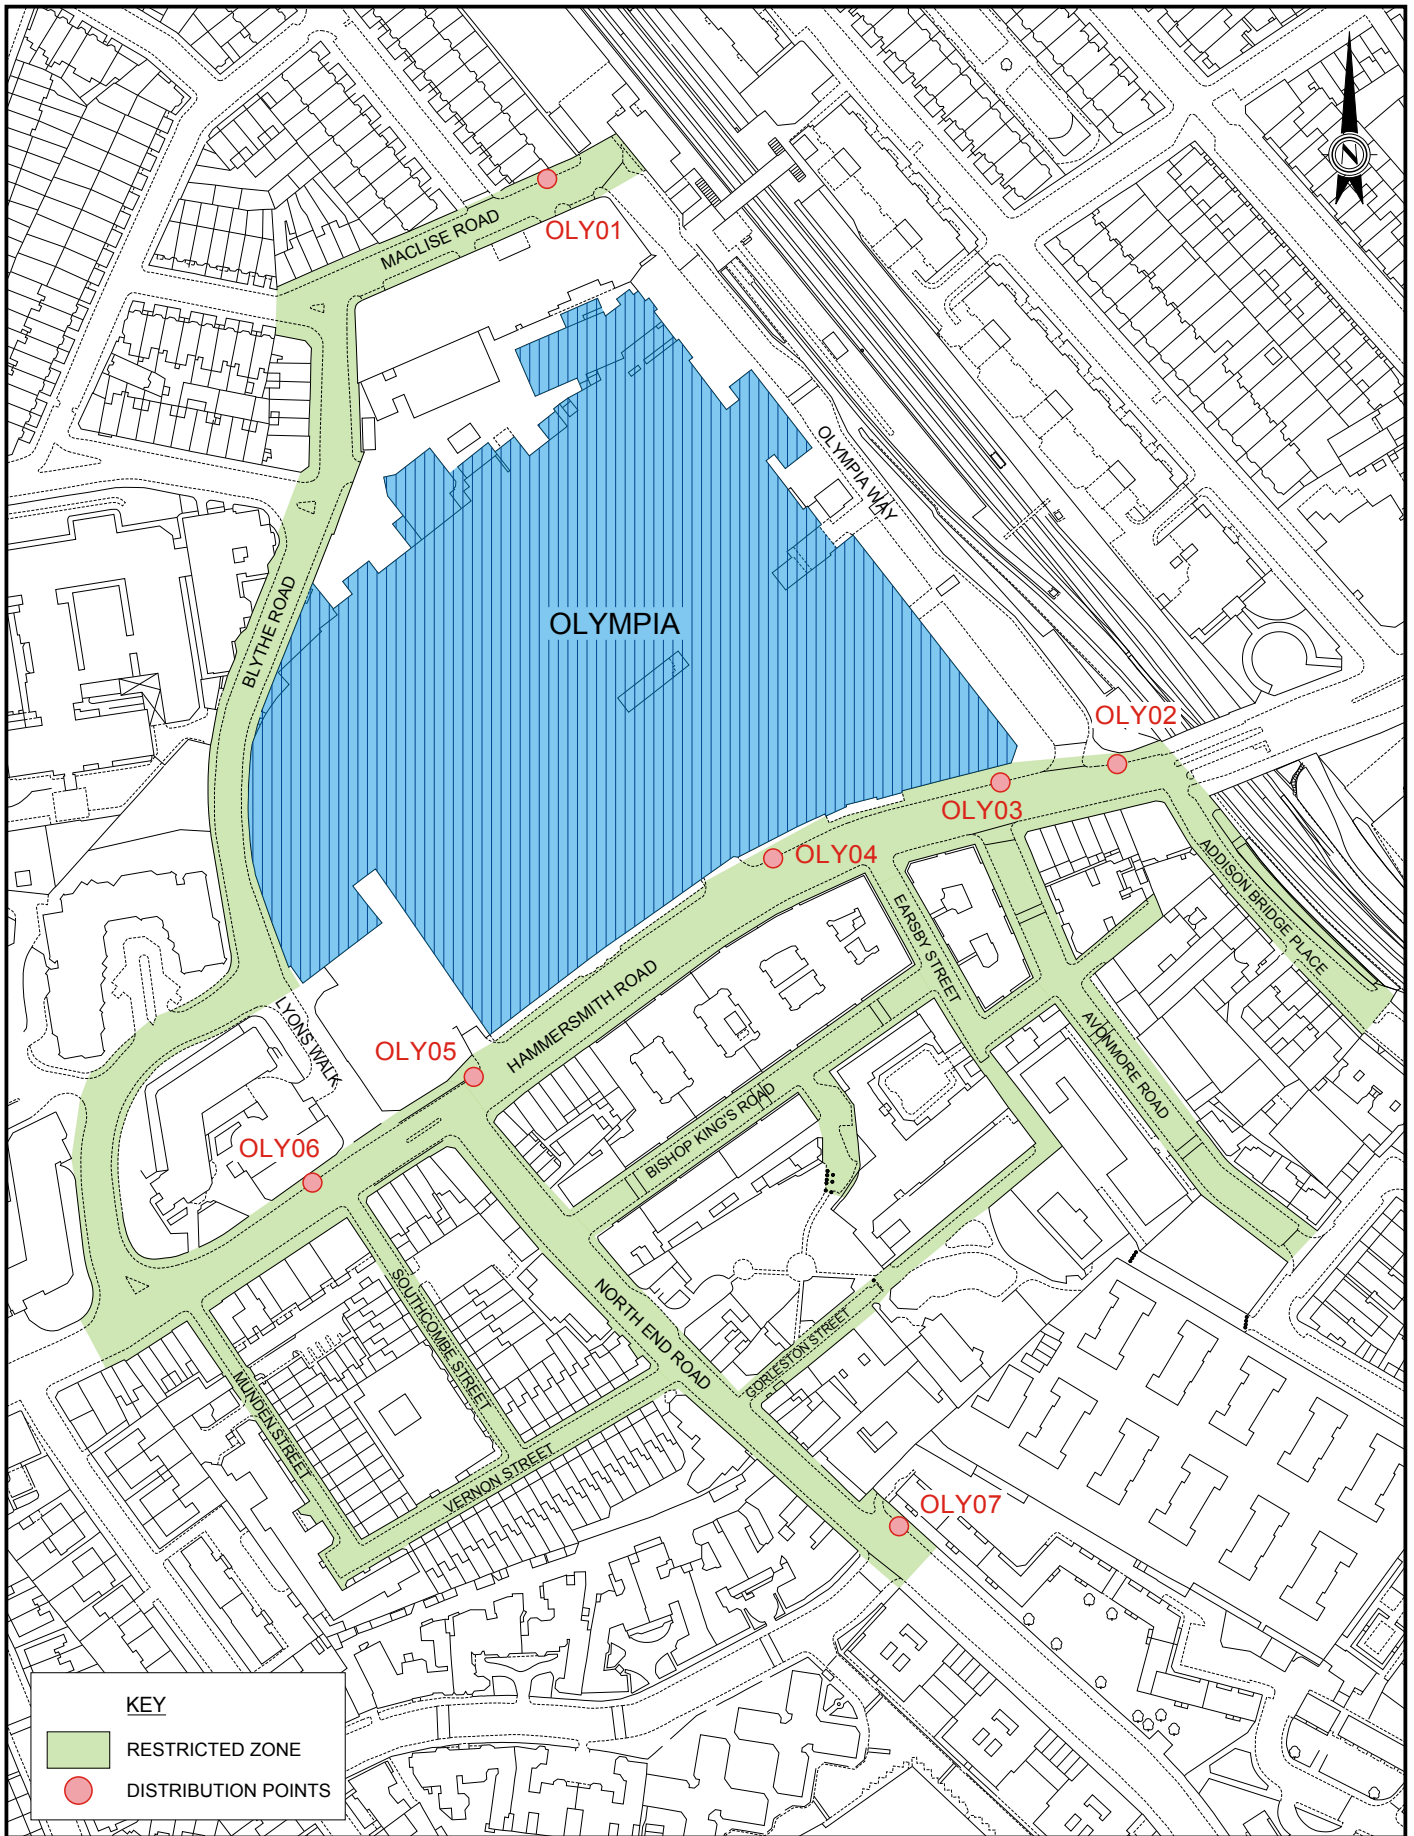 N
OLY01
MACLISE ROAD
OLYMPIA WAY
OLYMPIA
BLYTHE ROAD
OLY02
OLY03
OLY04
ADDISON BRIDGE PLACE
EARSBY STREET
HAMMERSMITH ROAD
LYONS WALK
AVONMORE ROAD
OLY05
BISHOP KING'S ROAD
OLY06
SOUTHCOMBE STREET
NORTH END ROAD
GORLESTON STREET
MUNDEN STREET
VERNON STREET
OLY07
KEY
RESTRICTED ZONE
DISTRIBUTION POINTS